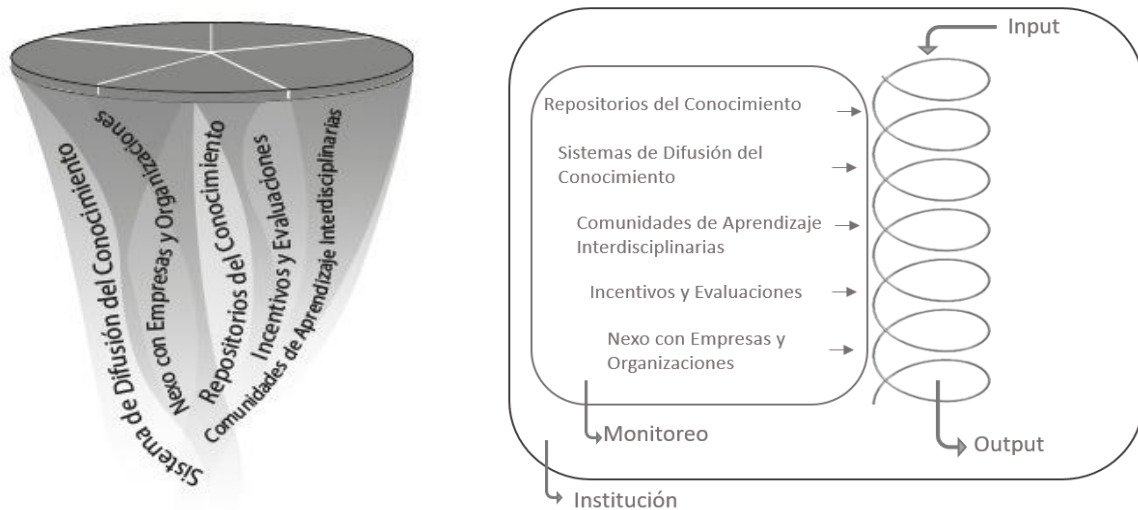 Sistema de Difusión del Conocimiento
Nexo con Empresas y Organizaciones
Repositorios del Conocimiento
Incentivos y Evaluaciones
Comunidades de Aprendizaje Interdisciplinarias
Input
Repositorios del Conocimiento
Sistemas de Difusión del
Conocimiento
Comunidades de Aprendizaje
Interdisciplinarias
Incentivos y Evaluaciones
Nexo con Empresas y
Organizaciones
Monitoreo
Output
Institución